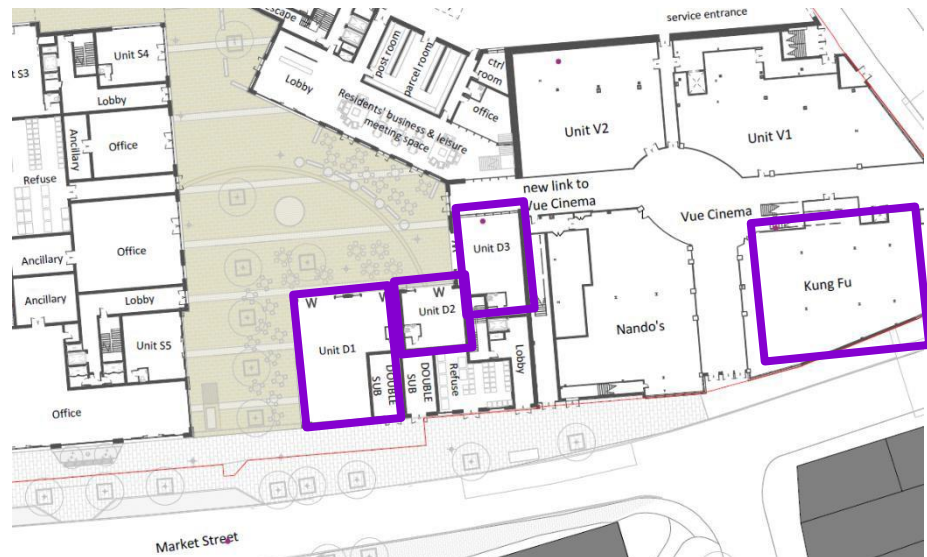 service entrance
escape
Unit S4
t S3
Lobby
post room
parcel room
ctrl
room
office
Lobby
Residents' business & leisure
meeting space
Unit V2
Unit V1
Ancillary
Office
Refuse
new link to
Vue Cinema
Vue Cinema
Office
Ancillary
Unit D3
Kung Fu
Ancillary
Lobby
W
W
W
Unit D2
Unit D1
Nando's
Unit S5
DOUBLE
SUB
DOUBLE
SUB
Refuse
Lobby
Office
Market Street